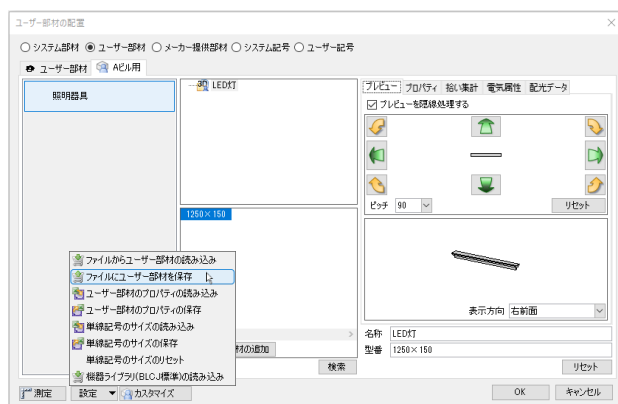 ユーザー部材の配置
システム部材 ユーザー部材 メーカー提供部材 システム記号 ユーザー記号
ユーザー部材 Aビル用
照明器具
LED灯
1250×150
プレビュー プロパティ 拾い集計 電気属性 配光データ
プレビューを隠線処理する
ピッチ 90 リセット
表示方向 右前面
ファイルからユーザー部材の読み込み
ファイルにユーザー部材を保存
ユーザー部材のプロパティの読み込み
ユーザー部材のプロパティの保存
単線記号のサイズの読み込み
単線記号のサイズの保存
単線記号のサイズのリセット
機器ライブラリ(BLCJ標準)の読み込み
材の追加
検索
名称 LED灯
型番 1250×150
リセット
測定 設定 カスタマイズ
OK キャンセル